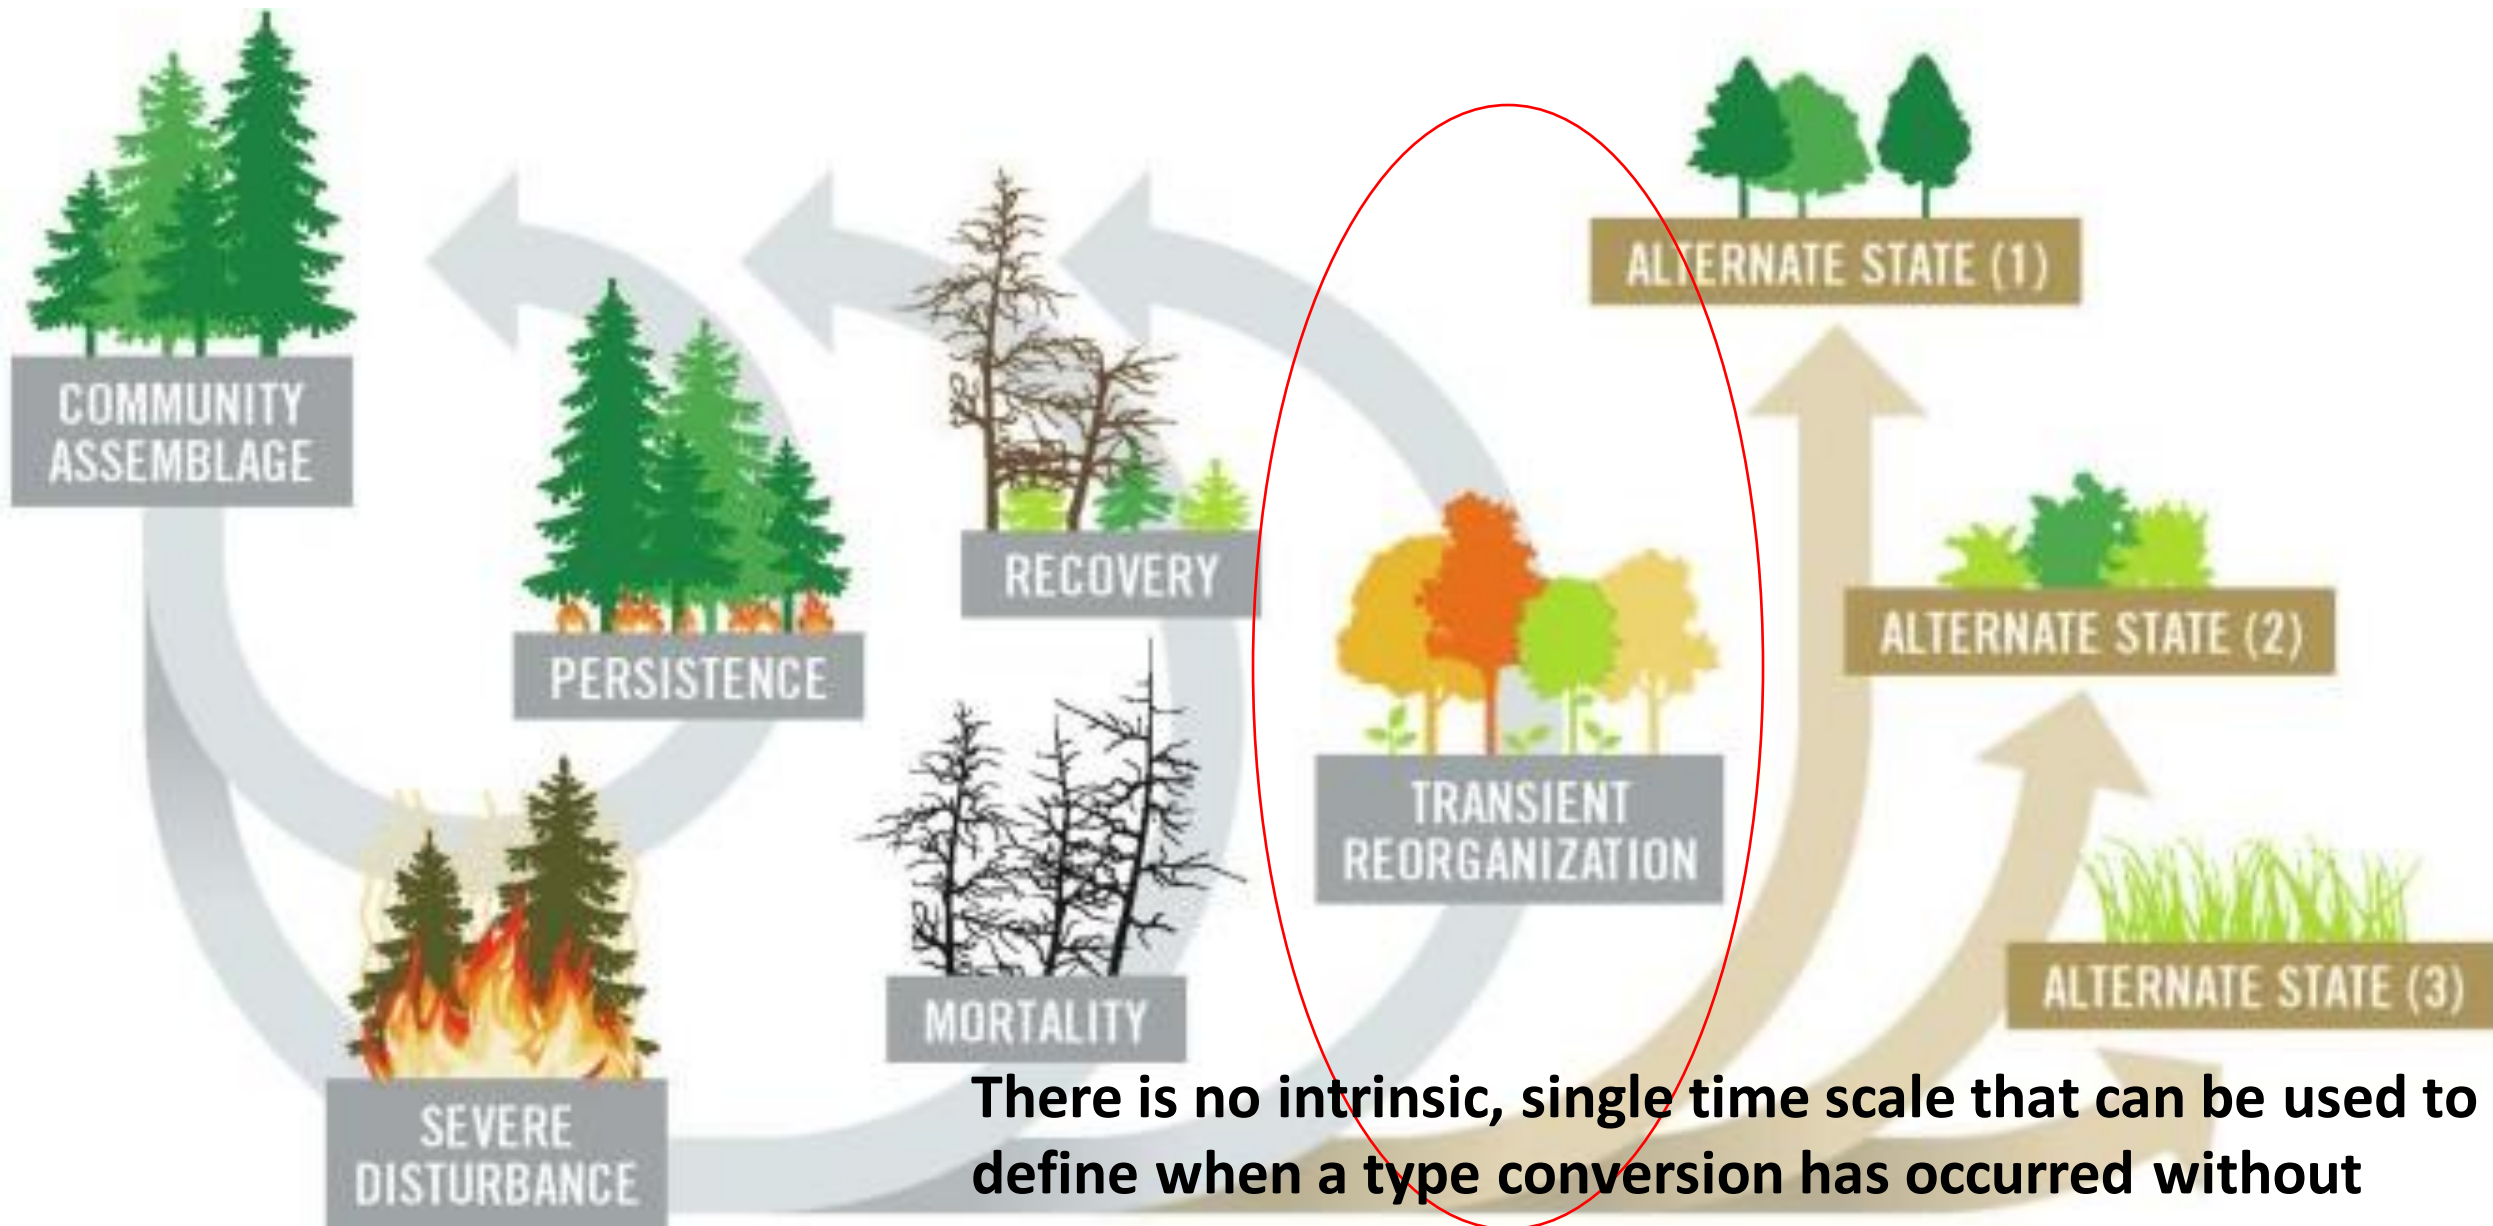 COMMUNITY
ASSEMBLAGE
PERSISTENCE
SEVERE
DISTURBANCE
RECOVERY
MORTALITY
TRANSIENT
REORGANIZATION
ALTERNATE STATE (1)
ALTERNATE STATE (2)
ALTERNATE STATE (3)
There is no intrinsic, single time scale that can be used to
define when a type conversion has occurred without